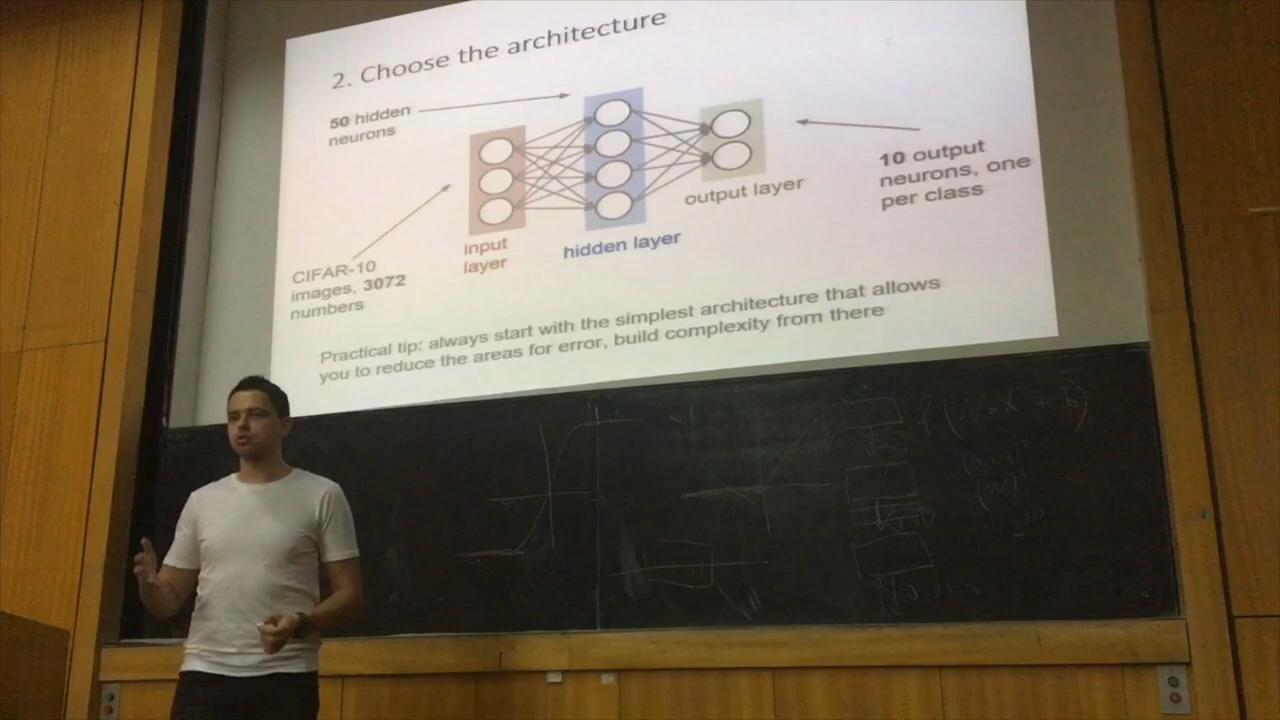 2. Choose the architecture
50 hidden
neurons
10 output
neurons, one
per class
output layer
hidden layer
input
layer
CIFAR-10
images, 3072
numbers
Practical tip: always start with the simplest architecture that allows
you to reduce the areas for error, build complexity from there